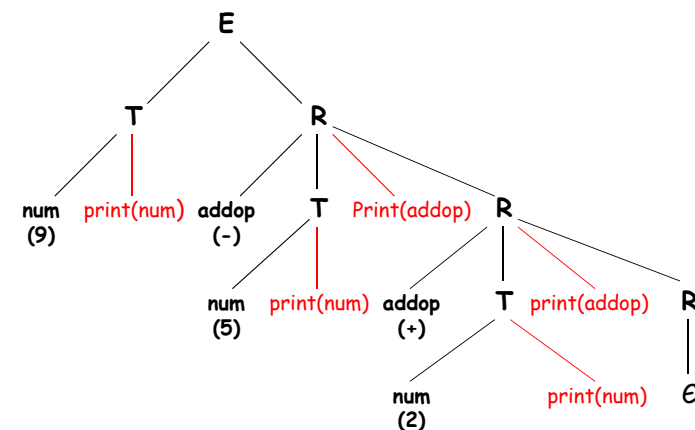 E
T R
num print(num) addop T Print(addop) R
(9) (-)
num print(num) addop T print(addop) R
(5) (+)
num print(num) ϵ
(2)